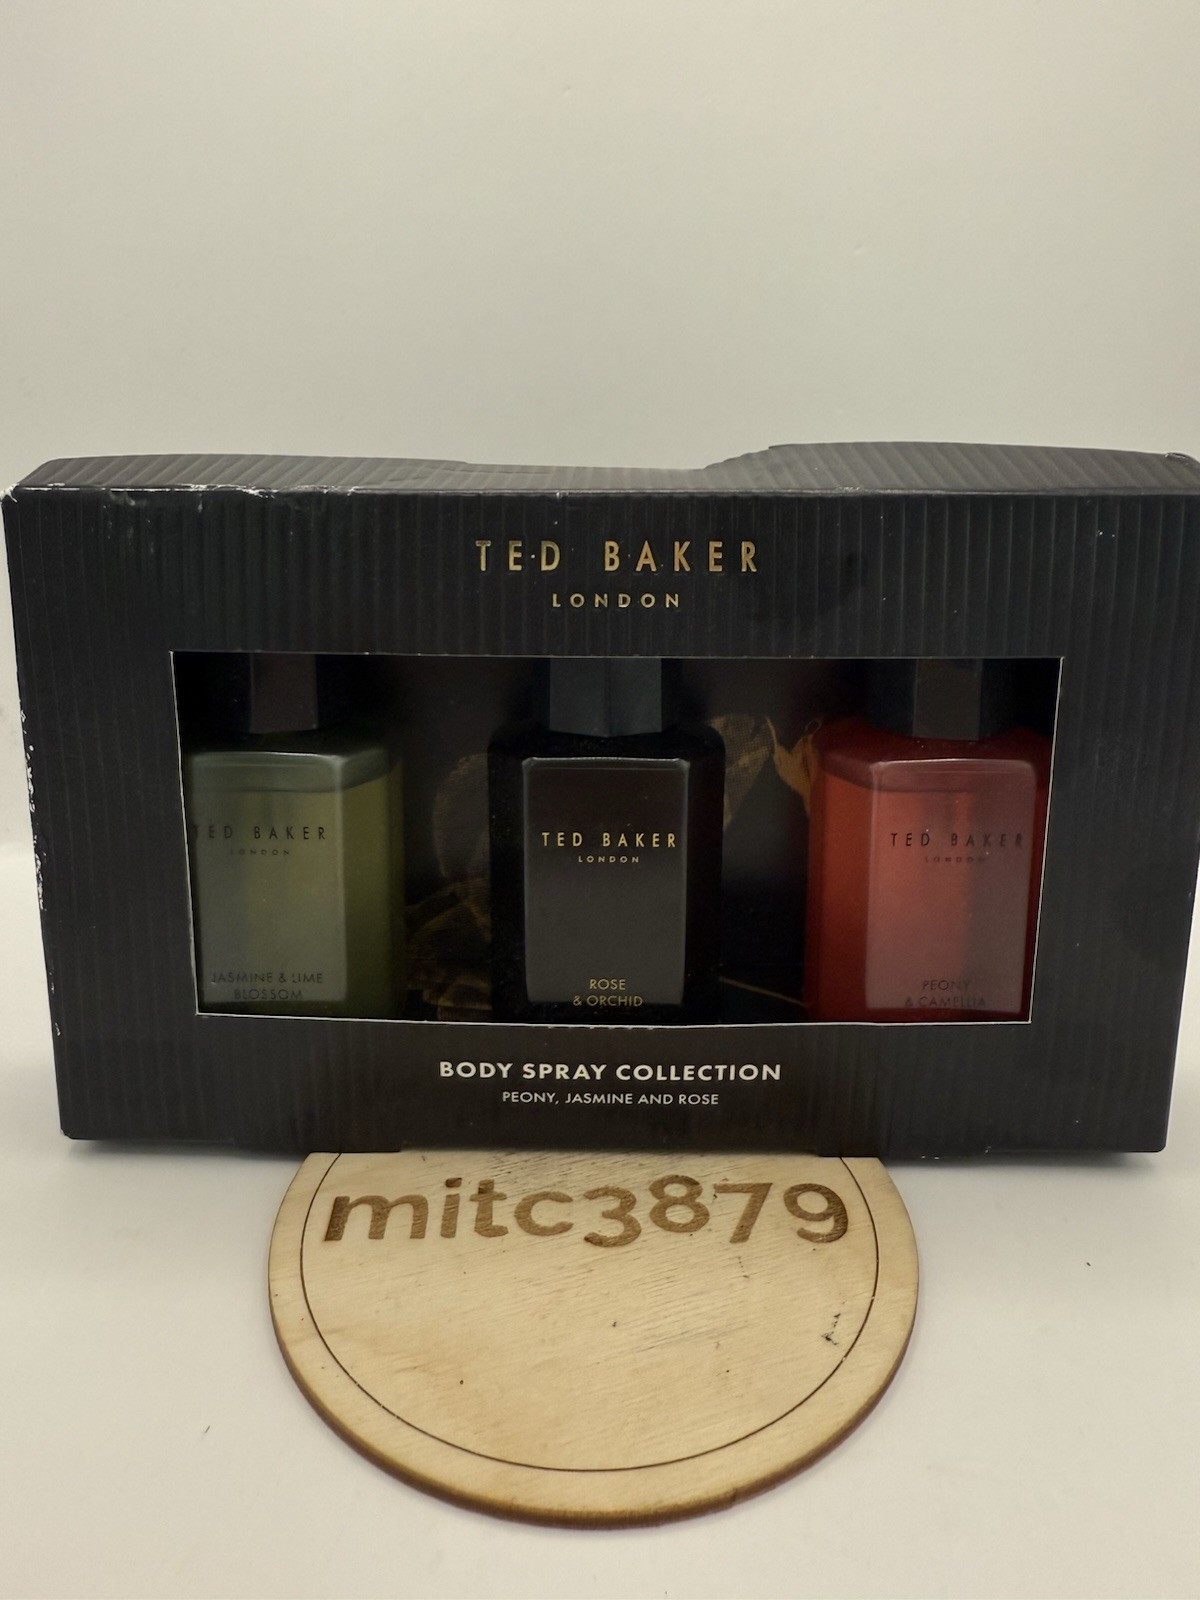 TED BAKER
LONDON
TED BAKER
LONDON
JASMINE & LIME
BLOSSOM
TED BAKER
LONDON
ROSE
& ORCHID
TED BAKER
LONDON
PEONY
& CAMELLIA
BODY SPRAY COLLECTION
PEONY, JASMINE AND ROSE
mitc3879